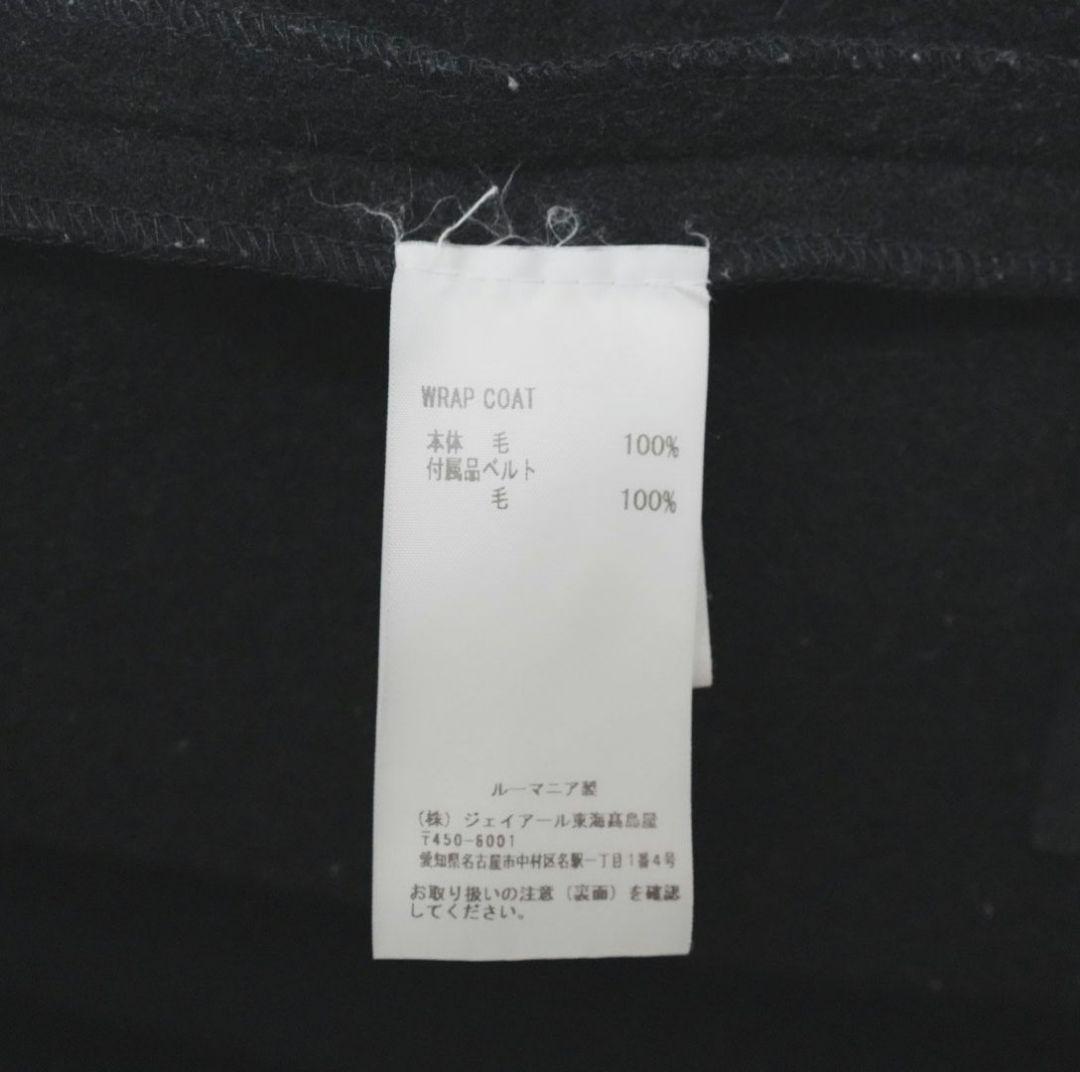 WRAP COAT
本体 毛 100%
付属品ベルト
毛 100%
ルーマニア製
(株) ジェイアール東海髙島屋
〒450-6001
愛知県名古屋市中村区名駅一丁目1番4号
お取り扱いの注意 (裏面) を確認
してください。